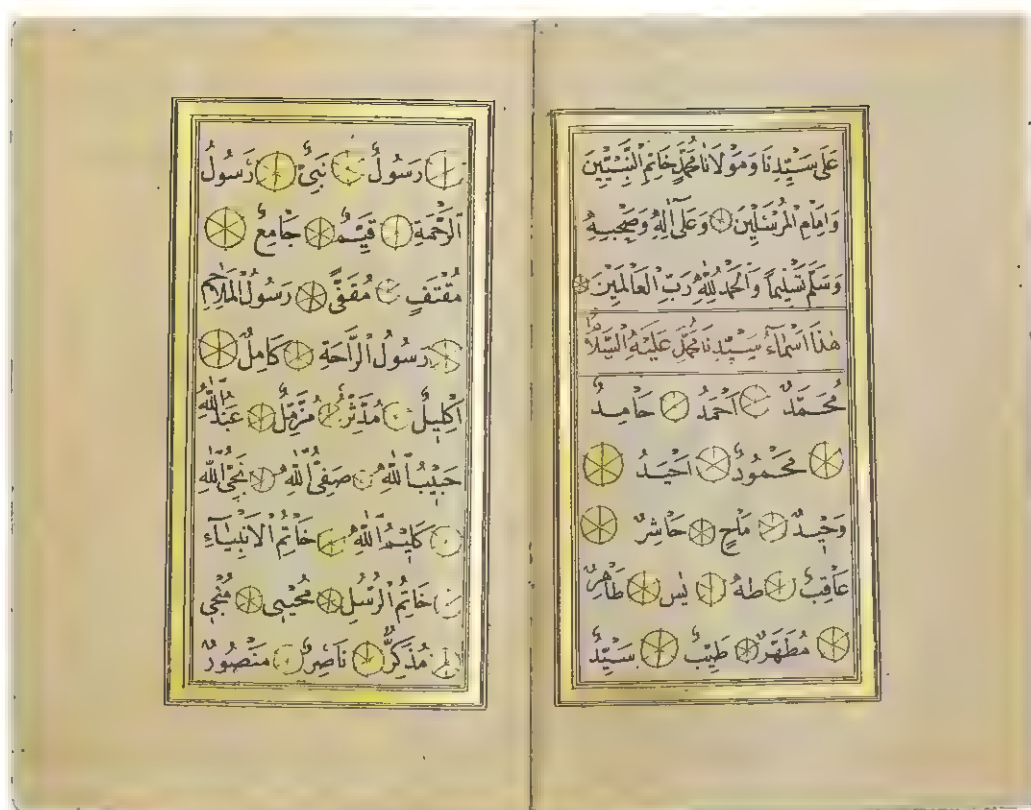 عَلَى سَيِّدِنَا وَمَوْلَانَا مُحَمَّدٍ خَاتِمِ النَّبِيِّينَ
وَاِمَامِ الْمُرْسَلِينَ وَعَلَى اٰلِهِ وَصَحْبِهِ
وَسَلِّمْ تَسْلِيمًا وَالْحَمْدُ لِلّٰهِ رَبِّ الْعَالَمِينَ
هٰذَا اَسْمَاءُ سَيِّدِنَا مُحَمَّدٍ عَلَيْهِ السَّلَامُ
مُحَمَّدٌ اَحْمَدُ حَامِدٌ
مَحْمُودٌ اَحِيدُ
وَحِيدٌ مَاحٍ حَاشِرٌ
عَاقِبٌ طٰهٰ يٰسٓ طَاهِرٌ
مُطَهَّرٌ طَيِّبٌ سَيِّدٌ
رَسُولٌ نَبِيٌّ رَسُولُ
الرَّحْمَةِ قَيِّمٌ جَامِعٌ
مُقْتَفٍ مُقَفًّى رَسُولُ الْمَلَاحِمِ
رَسُولُ الرَّاحَةِ كَامِلٌ
اِكْلِيلٌ مُدَّثِّرٌ مُزَّمِّلٌ عَبْدُ اللّٰهِ
حَبِيبُ اللّٰهِ صَفِيُّ اللّٰهِ نَجِيُّ اللّٰهِ
كَلِيمُ اللّٰهِ خَاتِمُ الْاَنْبِيَاءِ
خَاتِمُ الرُّسُلِ مُحْيِى مُنْجِى
مُذَكِّرٌ نَاصِرٌ مَنْصُورٌ